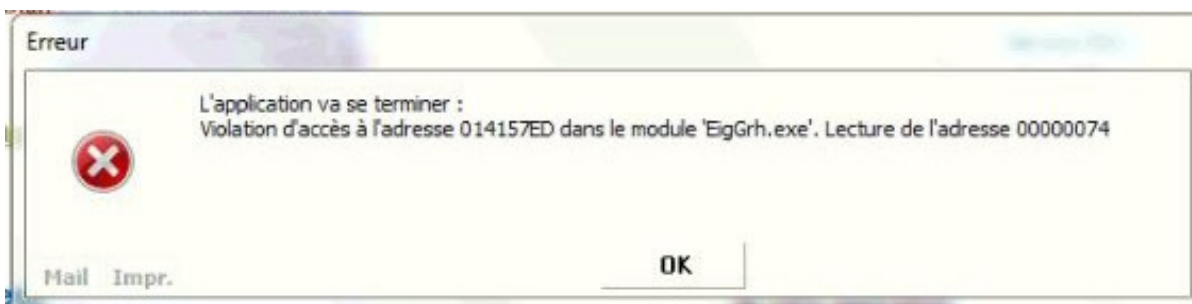 Erreur
L'application va se terminer :
Violation d'accès à l'adresse 014157ED dans le module 'EigGrh.exe'. Lecture de l'adresse 00000074
OK
Mail Impr.